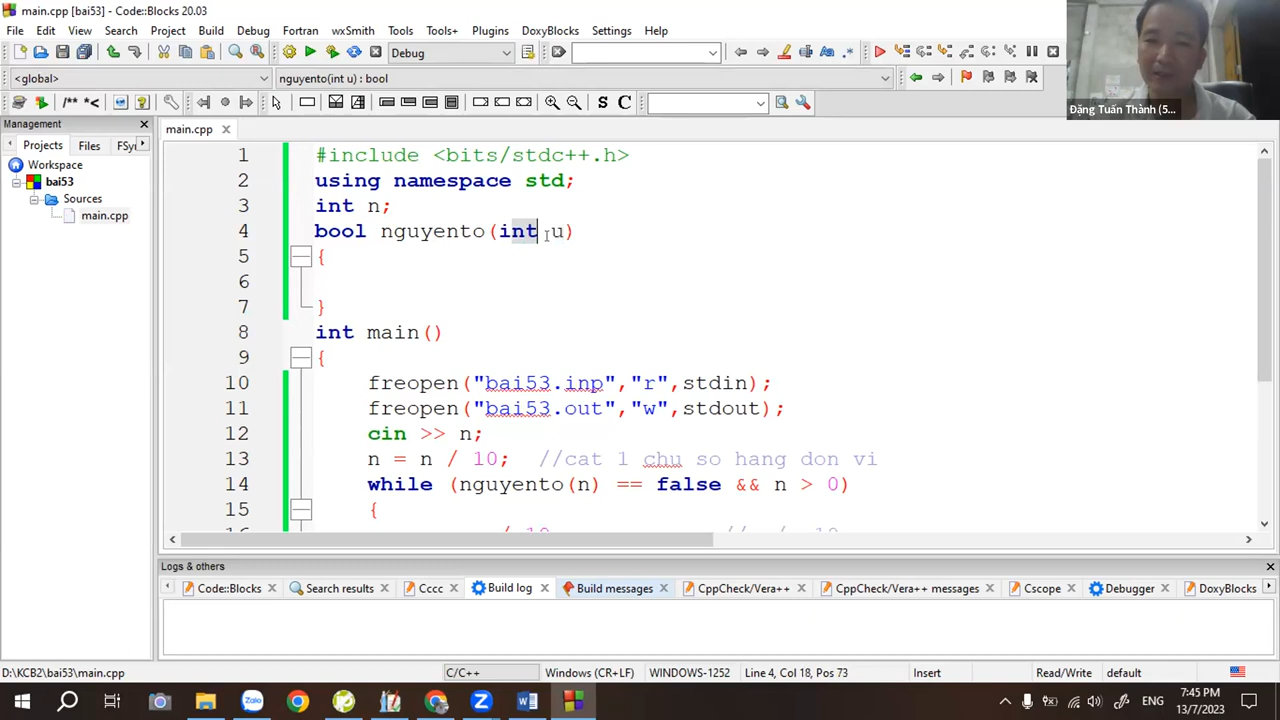 main.cpp [bai53] - Code::Blocks 20.03
File Edit View Search Project Build Debug Fortran wxSmith Tools Tools+ Plugins DoxyBlocks Settings Help
Debug
<global> nguyento(int u) : bool
/** *< S C
Đặng Tuấn Thành (5...
Management
main.cpp
Projects Files FSy
Workspace
bai53
Sources
main.cpp
1 #include <bits/stdc++.h>
2 using namespace std;
3 int n;
4 bool nguyento(int u)
5 {
6
7 }
8 int main()
9 {
10 freopen("bai53.inp","r",stdin);
11 freopen("bai53.out","w",stdout);
12 cin >> n;
13 n = n / 10; //cat 1 chu so hang don vi
14 while (nguyento(n) == false && n > 0)
15 {
Logs & others
Code::Blocks Search results Cccc Build log Build messages CppCheck/Vera++ CppCheck/Vera++ messages Cscope Debugger DoxyBlocks
D:\KCB2\bai53\main.cpp C/C++ Windows (CR+LF) WINDOWS-1252 Line 4, Col 18, Pos 73 Insert Read/Write default
Zalo
ENG
7:45 PM
13/7/2023